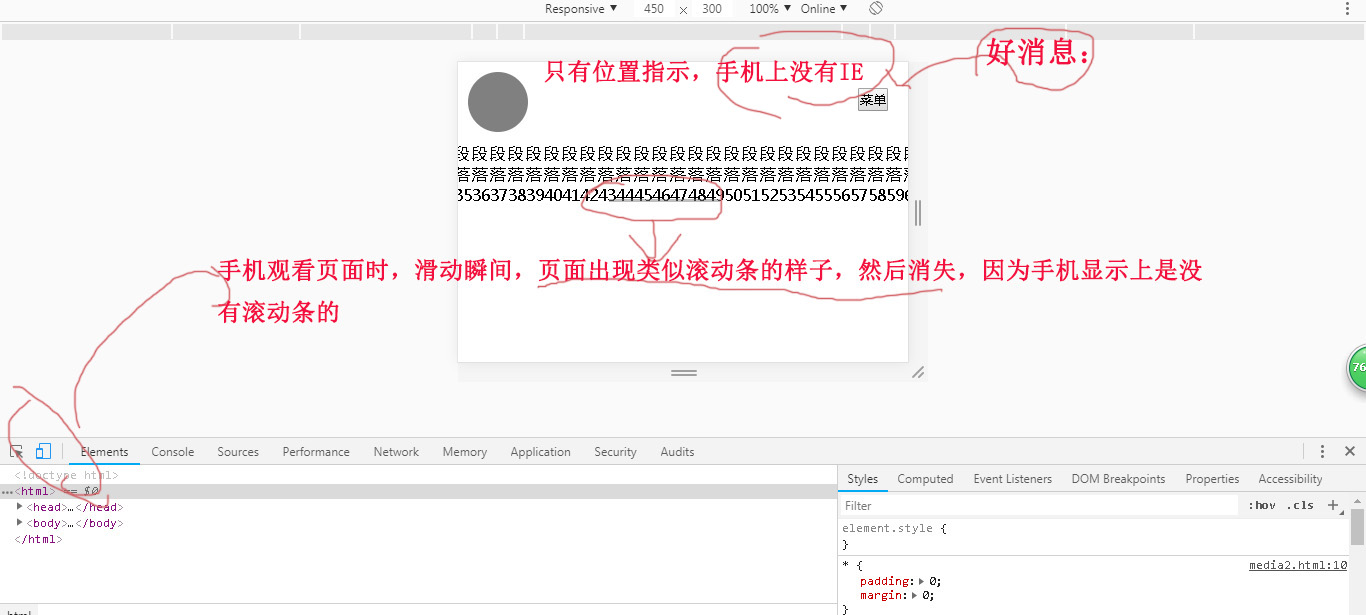 Responsive ▼ 450 × 300 100% ▼ Online ▼
好消息：
只有位置指示，手机上没有IE
菜单
段段段段段段段段段段段段段段段段段段段段段段段段段
落落落落落落落落落落落落落落落落落落落落落落落落落
353637383940414243444546474849505152535455565758596
手机观看页面时，滑动瞬间，页面出现类似滚动条的样子，然后消失，因为手机显示上是没
有滚动条的
76
Elements Console Sources Performance Network Memory Application Security Audits
<!doctype html>
…<html> == $0
▶<head>…</head>
▶<body>…</body>
</html>
html
Styles Computed Event Listeners DOM Breakpoints Properties Accessibility
Filter :hov .cls +
element.style {
}
* { media2.html:10
padding:▶ 0;
margin:▶ 0;
}